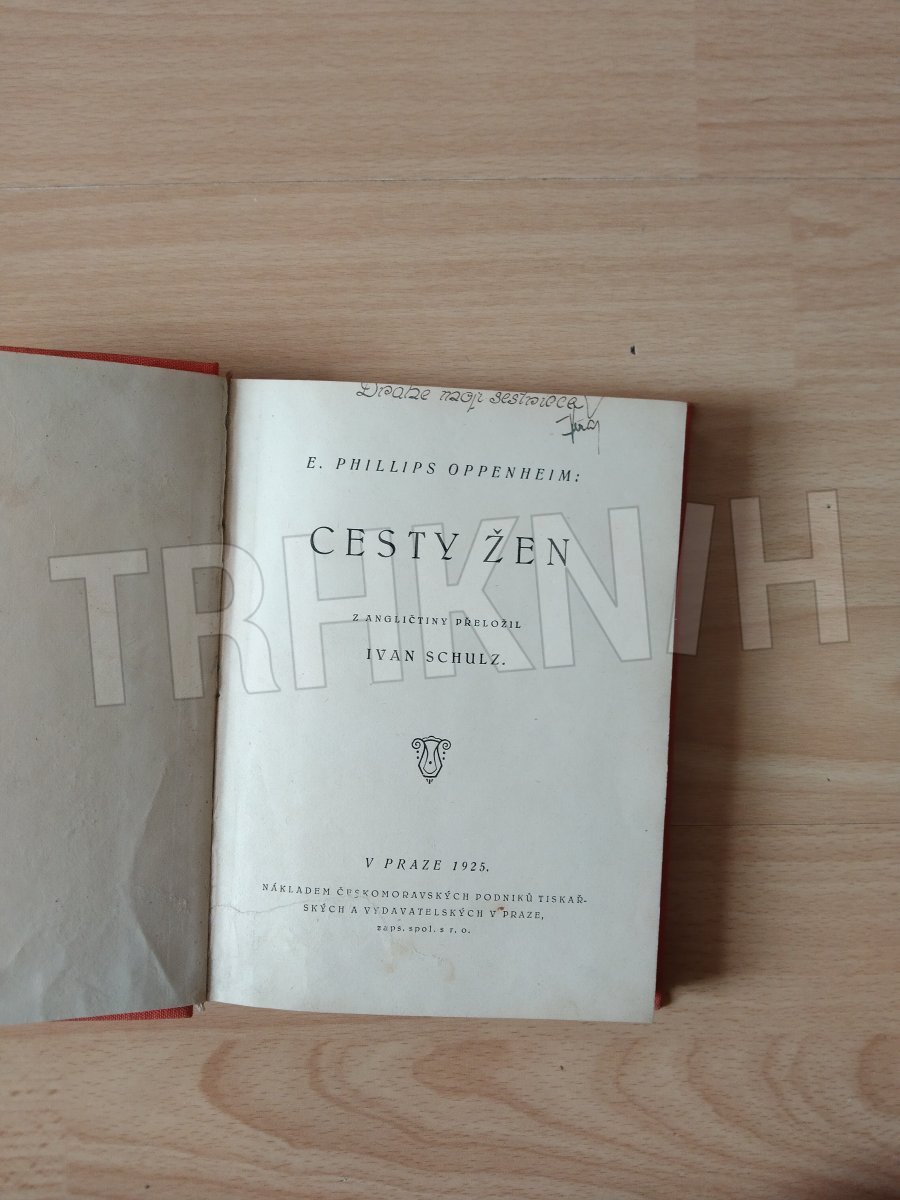 Drahé moji sestřičce
E. PHILLIPS OPPENHEIM:
CESTY ŽEN
Z ANGLIČTINY PŘELOŽIL
IVAN SCHULZ.
V PRAZE 1925.
NÁKLADEM ČESKOMORAVSKÝCH PODNIKŮ TISKAŘ-
SKÝCH A VYDAVATELSKÝCH V PRAZE,
zaps. spol. s r. o.
TRHKNIH